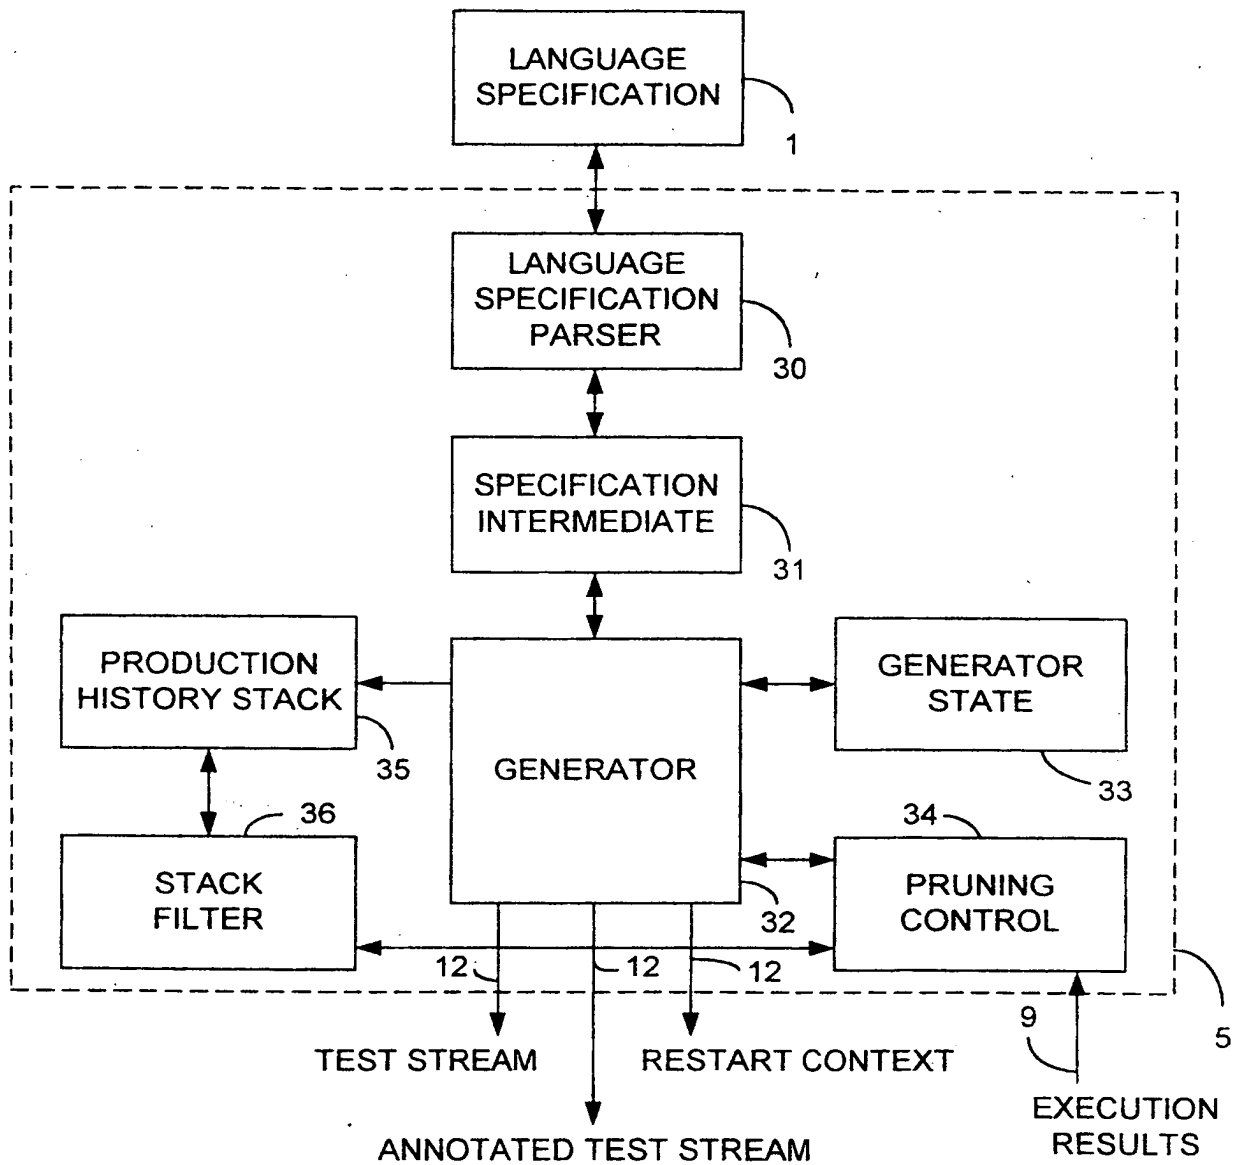 LANGUAGE
SPECIFICATION
1
LANGUAGE
SPECIFICATION
PARSER
30
SPECIFICATION
INTERMEDIATE
31
PRODUCTION
HISTORY STACK
35
GENERATOR
32
GENERATOR
STATE
33
36
STACK
FILTER
34
PRUNING
CONTROL
12
12
12
5
9
TEST STREAM
RESTART CONTEXT
ANNOTATED TEST STREAM
EXECUTION
RESULTS